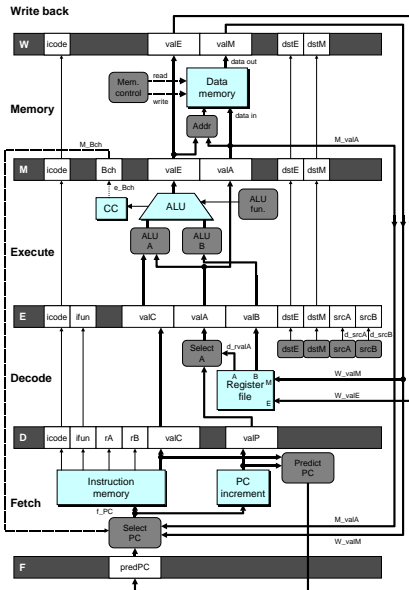 Write back
W icode valE valM dstE dstM
data out
read
Mem.
control
Data
memory
write
Memory
Addr
data in
M_Bch
M_valA
M icode Bch valE valA dstE dstM
e_Bch
CC
ALU
ALU
fun.
ALU
A
ALU
B
Execute
E icode ifun valC valA valB dstE dstM srcA srcB
d_srcA
d_srcB
dstE dstM srcA srcB
Select
A
d_rvalA
Decode
A B
M
Register
file
E
W_valM
W_valE
D icode ifun rA rB valC valP
Predict
PC
Instruction
memory
PC
increment
Fetch
f_PC
M_valA
Select
PC
W_valM
F predPC